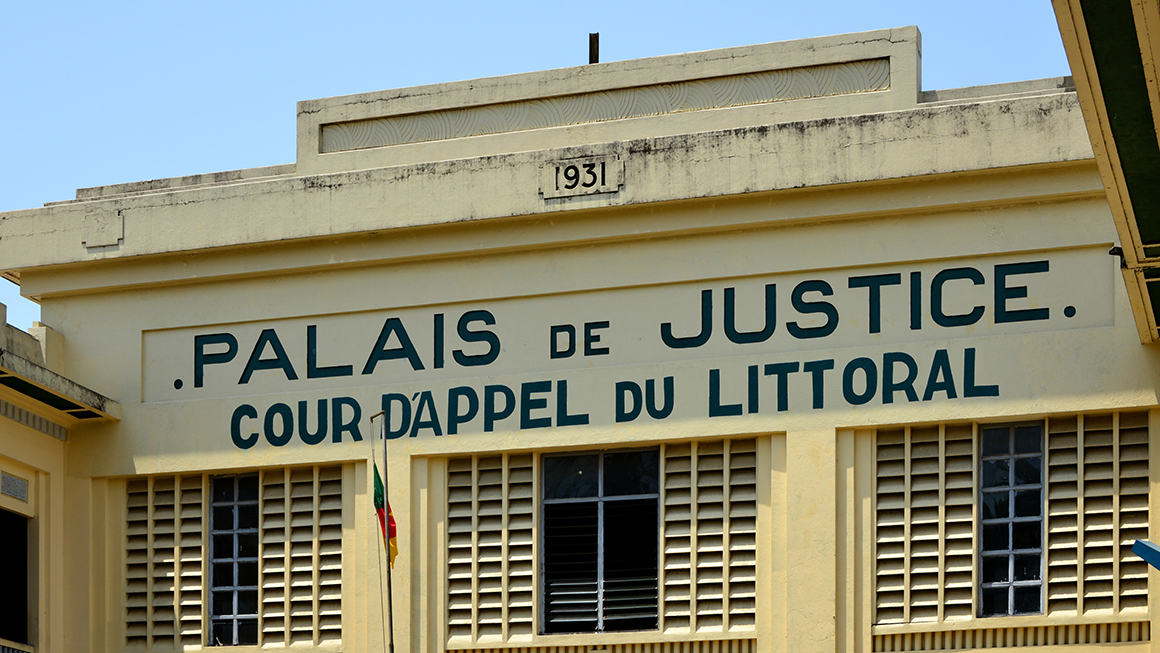 1931
.PALAIS DE JUSTICE.
COUR D'APPEL DU LITTORAL